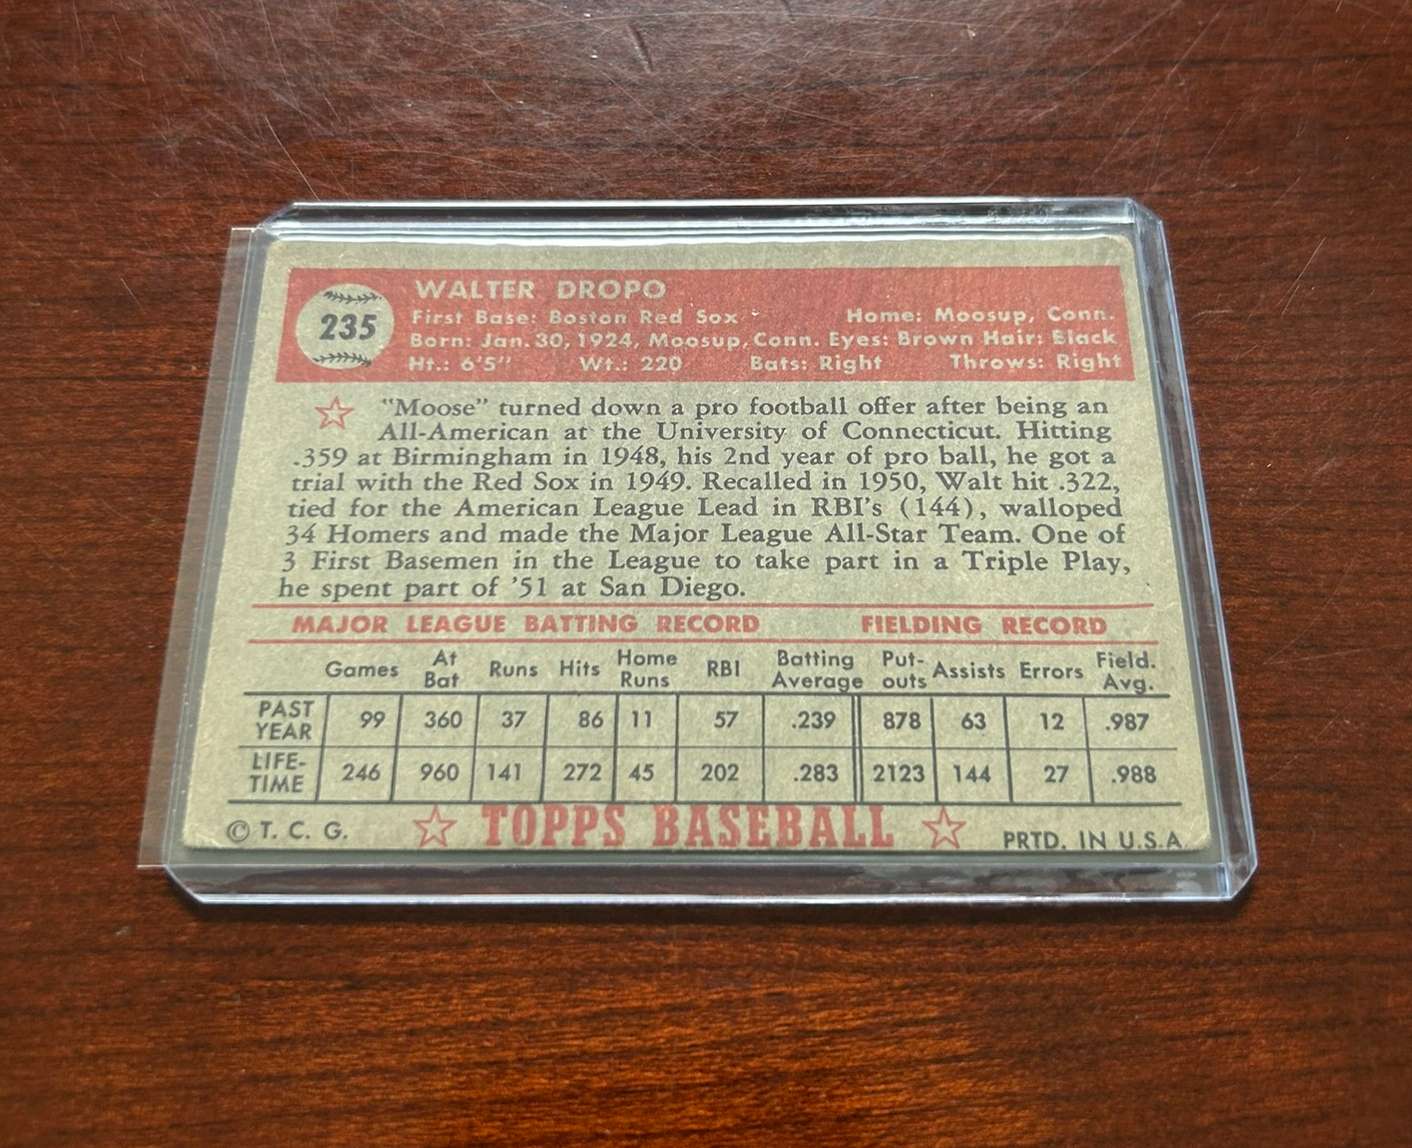 235
WALTER DROPO
First Base: Boston Red Sox Home: Moosup, Conn.
Born: Jan. 30, 1924, Moosup, Conn. Eyes: Brown Hair: Black
Ht.: 6'5" Wt.: 220 Bats: Right Throws: Right
"Moose" turned down a pro football offer after being an
All-American at the University of Connecticut. Hitting
.359 at Birmingham in 1948, his 2nd year of pro ball, he got a
trial with the Red Sox in 1949. Recalled in 1950, Walt hit .322,
tied for the American League Lead in RBI's (144), walloped
34 Homers and made the Major League All-Star Team. One of
3 First Basemen in the League to take part in a Triple Play,
he spent part of '51 at San Diego.
MAJOR LEAGUE BATTING RECORD FIELDING RECORD
Games At Bat Runs Hits Home Runs RBI Batting Average Put-outs Assists Errors Field. Avg.
PAST YEAR 99 360 37 86 11 57 .239 878 63 12 .987
LIFE-TIME 246 960 141 272 45 202 .283 2123 144 27 .988
© T. C. G. TOPPS BASEBALL PRTD. IN U.S.A.